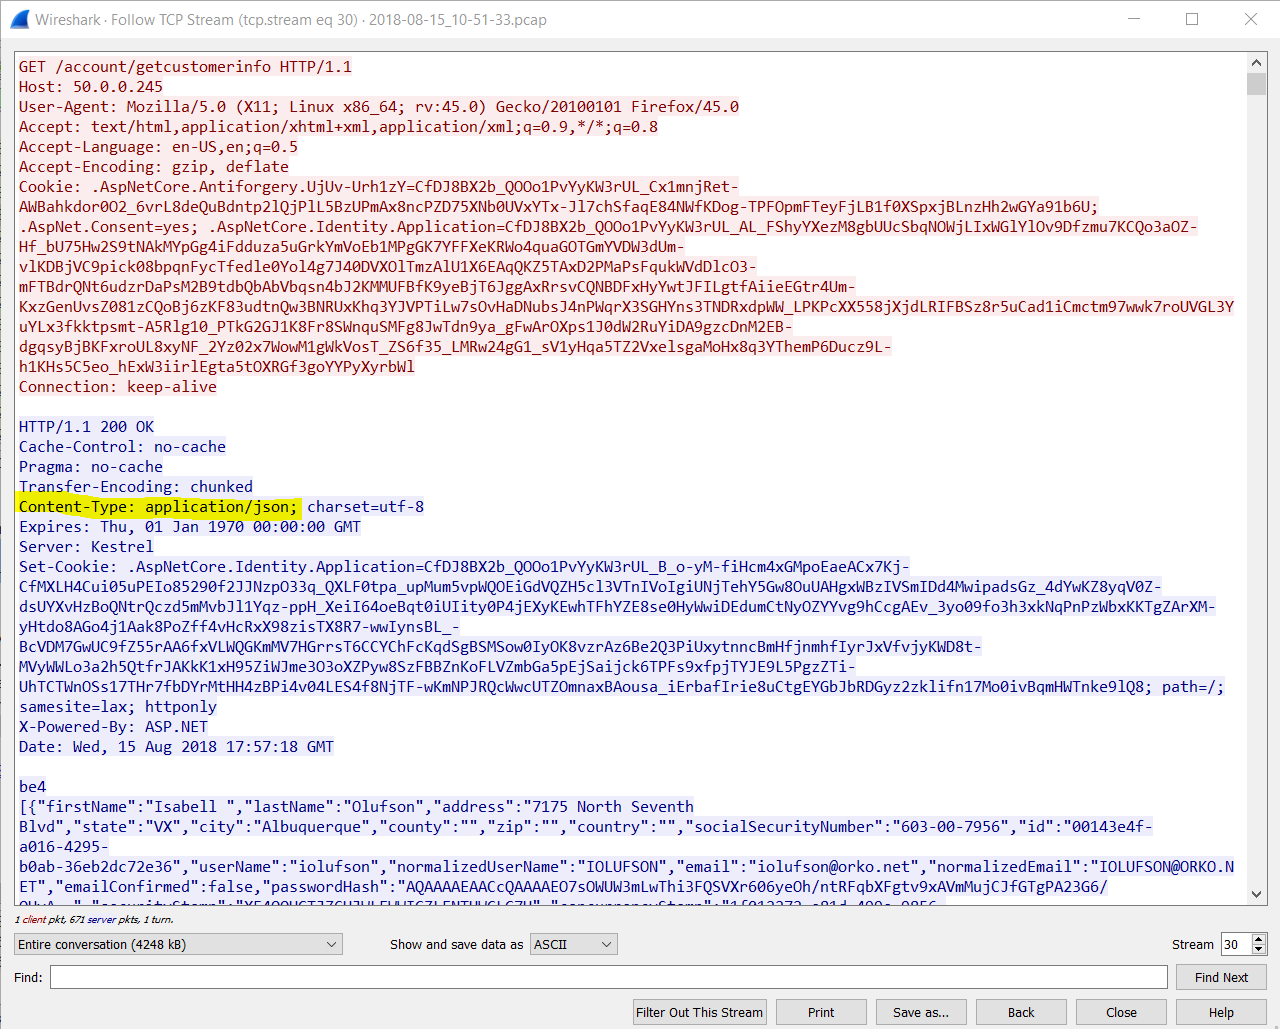 Wireshark · Follow TCP Stream (tcp.stream eq 30) · 2018-08-15_10-51-33.pcap
GET /account/getcustomerinfo HTTP/1.1
Host: 50.0.0.245
User-Agent: Mozilla/5.0 (X11; Linux x86_64; rv:45.0) Gecko/20100101 Firefox/45.0
Accept: text/html,application/xhtml+xml,application/xml;q=0.9,*/*;q=0.8
Accept-Language: en-US,en;q=0.5
Accept-Encoding: gzip, deflate
Cookie: .AspNetCore.Antiforgery.UjUv-Urh1zY=CfDJ8BX2b_QOOo1PvYyKW3rUL_Cx1mnjRet-
AWBahkdor0O2_6vrL8deQuBdntp2lQjPlL5BzUPmAx8ncPZD75XNb0UVxYTx-Jl7chSfaqE84NWfKDog-TPFOpmFTeyFjLB1f0XSpxjBLnzHh2wGYa91b6U;
.AspNet.Consent=yes; .AspNetCore.Identity.Application=CfDJ8BX2b_QOOo1PvYyKW3rUL_AL_FShyYXezM8gbUUcSbqNOWjLIxWGlYlOv9Dfzmu7KCQo3aOZ-
Hf_bU75Hw2S9tNAkMYpGg4iFdduza5uGrkYmVoEb1MPgGK7YFFXeKRWo4quaGOTGmYVDW3dUm-
vlKDBjVC9pick08bpqnFycTfedle0Yol4g7J40DVXOlTmzAlU1X6EAqQKZ5TAxD2PMaPsFqukWVdDlcO3-
mFTBdrQNt6udzrDaPsM2B9tdbQbAbVbqsn4bJ2KMMUFBfK9yeBjT6JggAxRrsvCQNBDFxHyYwtJFILgtfAiieEGtr4Um-
KxzGenUvsZ081zCQoBj6zKF83udtnQw3BNRUxKhq3YJVPTiLw7sOvHaDNubsJ4nPWqrX3SGHYns3TNDRxdpWW_LPKPcXX558jXjdLRIFBSz8r5uCad1iCmctm97wwk7roUVGL3Y
uYLx3fkktpsmt-A5Rlg10_PTkG2GJ1K8Fr8SWnquSMFg8JwTdn9ya_gFwArOXps1J0dW2RuYiDA9gzcDnM2EB-
dgqsyBjBKFxroUL8xyNF_2Yz02x7WowM1gWkVosT_ZS6f35_LMRw24gG1_sV1yHqa5TZ2VxelsgaMoHx8q3YThemP6Ducz9L-
h1KHs5C5eo_hExW3iirlEgta5tOXRGf3goYYPyXyrbWl
Connection: keep-alive
HTTP/1.1 200 OK
Cache-Control: no-cache
Pragma: no-cache
Transfer-Encoding: chunked
Content-Type: application/json; charset=utf-8
Expires: Thu, 01 Jan 1970 00:00:00 GMT
Server: Kestrel
Set-Cookie: .AspNetCore.Identity.Application=CfDJ8BX2b_QOOo1PvYyKW3rUL_B_o-yM-fiHcm4xGMpoEaeACx7Kj-
CfMXLH4Cui05uPEIo85290f2JJNzpO33q_QXLF0tpa_upMum5vpWQOEiGdVQZH5cl3VTnIVoIgiUNjTehY5Gw8OuUAHgxWBzIVSmIDd4MwipadsGz_4dYwKZ8yqV0Z-
dsUYXvHzBoQNtrQczd5mMvbJl1Yqz-ppH_XeiI64oeBqt0iUIity0P4jEXyKEwhTFhYZE8se0HyWwiDEdumCtNyOZYYvg9hCcgAEv_3yo09fo3h3xkNqPnPzWbxKKTgZArXM-
yHtdo8AGo4j1Aak8PoZff4vHcRxX98zisTX8R7-wwIynsBL_-
BcVDM7GwUC9fZ55rAA6fxVLWQGKmMV7HGrrsT6CCYChFcKqdSgBSMSow0IyOK8vzrAz6Be2Q3PiUxytnncBmHfjnmhfIyrJxVfvjyKWD8t-
MVyWWLo3a2h5QtfrJAKkK1xH95ZiWJme3O3oXZPyw8SzFBBZnKoFLVZmbGa5pEjSaijck6TPFs9xfpjTYJE9L5PgzZTi-
UhTCTWnOSs17THr7fbDYrMtHH4zBPi4v04LES4f8NjTF-wKmNPJRQcWwcUTZOmnaxBAousa_iErbafIrie8uCtgEYGbJbRDGyz2zklifn17Mo0ivBqmHWTnke9lQ8; path=/;
samesite=lax; httponly
X-Powered-By: ASP.NET
Date: Wed, 15 Aug 2018 17:57:18 GMT
be4
[{"firstName":"Isabell ","lastName":"Olufson","address":"7175 North Seventh
Blvd","state":"VX","city":"Albuquerque","county":"","zip":"","country":"","socialSecurityNumber":"603-00-7956","id":"00143e4f-
a016-4295-
b0ab-36eb2dc72e36","userName":"iolufson","normalizedUserName":"IOLUFSON","email":"iolufson@orko.net","normalizedEmail":"IOLUFSON@ORKO.N
ET","emailConfirmed":false,"passwordHash":"AQAAAAEAACcQAAAAEO7sOWUW3mLwThi3FQSVXr606yeOh/ntRFqbXFgtv9xAVmMujCJfGTgPA23G6/
1 client pkt, 671 server pkts, 1 turn.
Entire conversation (4248 kB) Show and save data as ASCII Stream 30
Find: Find Next
Filter Out This Stream Print Save as... Back Close Help